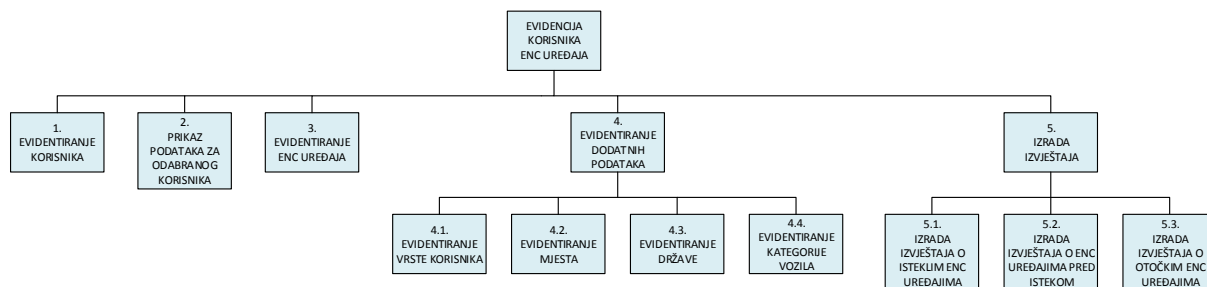 EVIDENCIJA
KORISNIKA
ENC UREĐAJA
1.
EVIDENTIRANJE
KORISNIKA
2.
PRIKAZ
PODATAKA ZA
ODABRANOG
KORISNIKA
3.
EVIDENTIRANJE
ENC UREĐAJA
4.
EVIDENTIRANJE
DODATNIH
PODATAKA
5.
IZRADA
IZVJEŠTAJA
4.1.
EVIDENTIRANJE
VRSTE KORISNIKA
4.2.
EVIDENTIRANJE
MJESTA
4.3.
EVIDENTIRANJE
DRŽAVE
4.4.
EVIDENTIRANJE
KATEGORIJE
VOZILA
5.1.
IZRADA
IZVJEŠTAJA O
ISTEKLIM ENC
UREĐAJIMA
5.2.
IZRADA
IZVJEŠTAJA O ENC
UREĐAJIMA PRED
ISTEKOM
5.3.
IZRADA
IZVJEŠTAJA O
OTOČKIM ENC
UREĐAJIMA